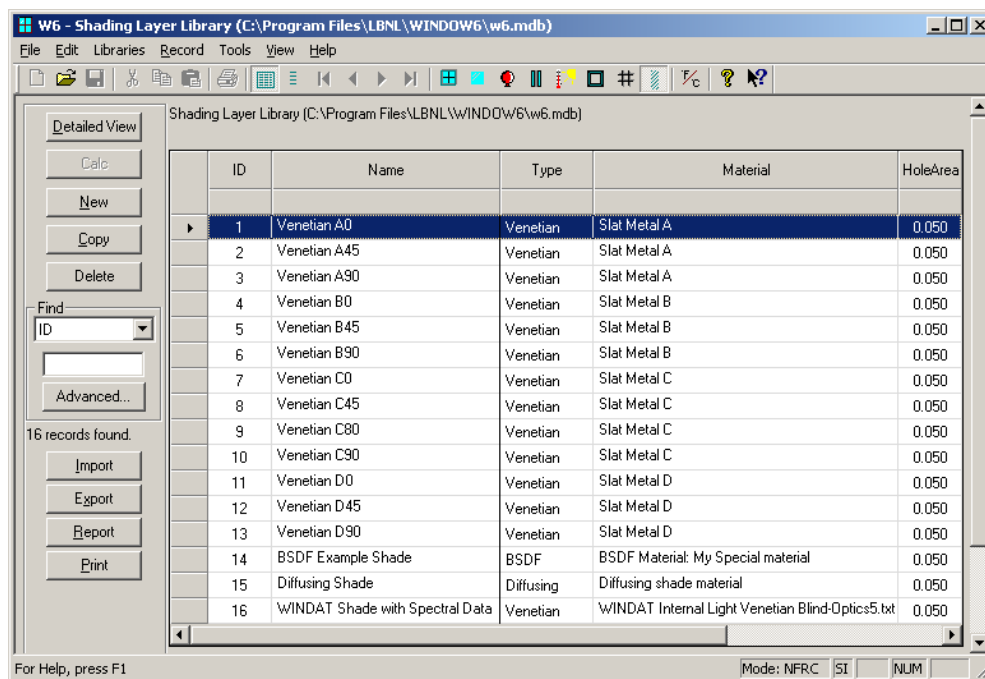 W6 - Shading Layer Library (C:\Program Files\LBNL\WINDOW6\w6.mdb)
File Edit Libraries Record Tools View Help
F/C
Shading Layer Library (C:\Program Files\LBNL\WINDOW6\w6.mdb)
Detailed View
Calc
New
Copy
Delete
Find
ID
Advanced...
16 records found.
Import
Export
Report
Print
ID Name Type Material HoleArea
1 Venetian A0 Venetian Slat Metal A 0.050
2 Venetian A45 Venetian Slat Metal A 0.050
3 Venetian A90 Venetian Slat Metal A 0.050
4 Venetian B0 Venetian Slat Metal B 0.050
5 Venetian B45 Venetian Slat Metal B 0.050
6 Venetian B90 Venetian Slat Metal B 0.050
7 Venetian C0 Venetian Slat Metal C 0.050
8 Venetian C45 Venetian Slat Metal C 0.050
9 Venetian C80 Venetian Slat Metal C 0.050
10 Venetian C90 Venetian Slat Metal C 0.050
11 Venetian D0 Venetian Slat Metal D 0.050
12 Venetian D45 Venetian Slat Metal D 0.050
13 Venetian D90 Venetian Slat Metal D 0.050
14 BSDF Example Shade BSDF BSDF Material: My Special material 0.050
15 Diffusing Shade Diffusing Diffusing shade material 0.050
16 WINDAT Shade with Spectral Data Venetian WINDAT Internal Light Venetian Blind-Optics5.txt 0.050
For Help, press F1
Mode: NFRC SI NUM